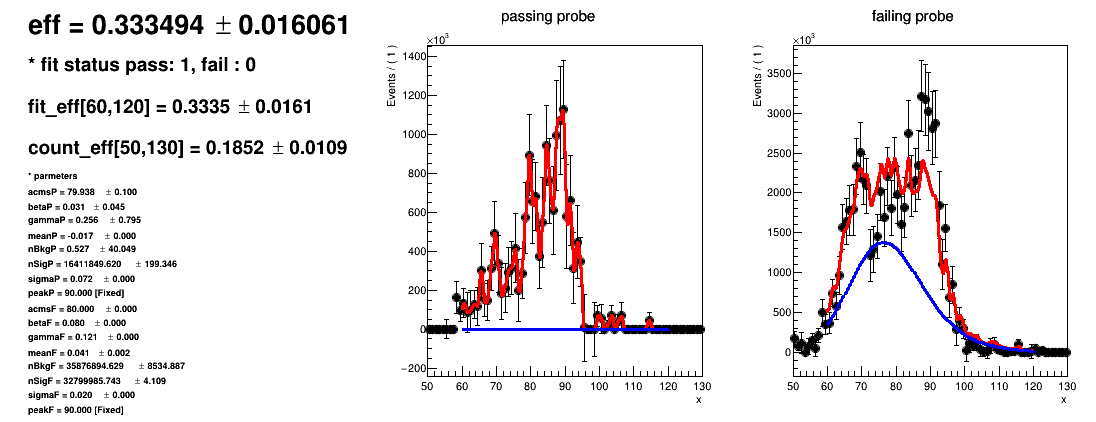 eff = 0.333494 ± 0.016061
* fit status pass: 1, fail : 0
fit_eff[60,120] = 0.3335 ± 0.0161
count_eff[50,130] = 0.1852 ± 0.0109
* parmeters
acmsP = 79.938 ± 0.100
betaP = 0.031 ± 0.045
gammaP = 0.256 ± 0.795
meanP = -0.017 ± 0.000
nBkgP = 0.527 ± 40.049
nSigP = 16411849.620 ± 199.346
sigmaP = 0.072 ± 0.000
peakP = 90.000 [Fixed]
acmsF = 80.000 ± 0.000
betaF = 0.080 ± 0.000
gammaF = 0.121 ± 0.000
meanF = 0.041 ± 0.002
nBkgF = 35876894.629 ± 8534.887
nSigF = 32799985.743 ± 4.109
sigmaF = 0.020 ± 0.000
peakF = 90.000 [Fixed]
passing probe
×10³
Events / ( 1 )
1400
1200
1000
800
600
400
200
0
−200
50 60 70 80 90 100 110 120 130
x
failing probe
×10³
Events / ( 1 )
3500
3000
2500
2000
1500
1000
500
0
50 60 70 80 90 100 110 120 130
x